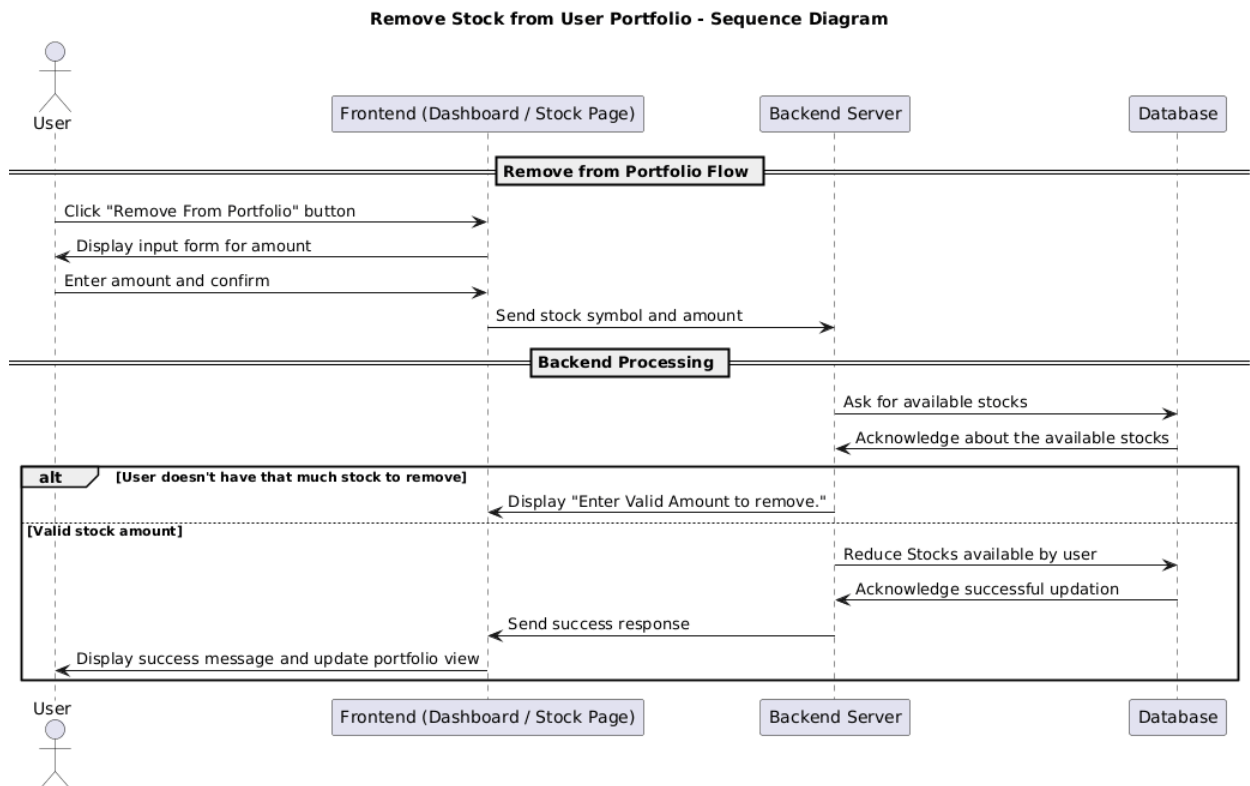 Remove Stock from User Portfolio - Sequence Diagram
User
Frontend (Dashboard / Stock Page)
Backend Server
Database
Remove from Portfolio Flow
Click "Remove From Portfolio" button
Display input form for amount
Enter amount and confirm
Send stock symbol and amount
Backend Processing
Ask for available stocks
Acknowledge about the available stocks
alt
[User doesn't have that much stock to remove]
Display "Enter Valid Amount to remove."
[Valid stock amount]
Reduce Stocks available by user
Acknowledge successful updation
Send success response
Display success message and update portfolio view
User
Frontend (Dashboard / Stock Page)
Backend Server
Database